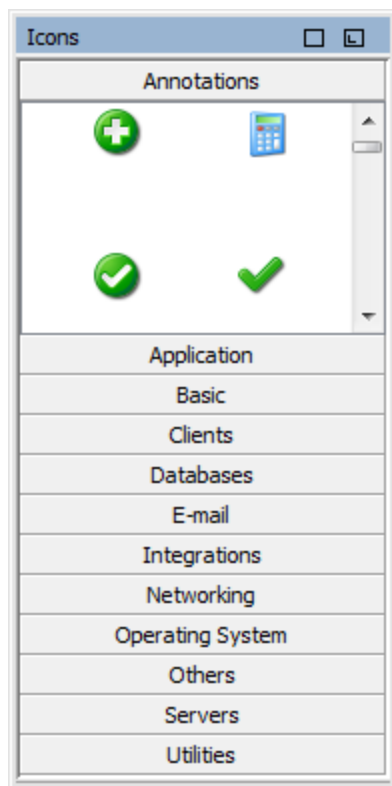 Icons
Annotations
Application
Basic
Clients
Databases
E-mail
Integrations
Networking
Operating System
Others
Servers
Utilities